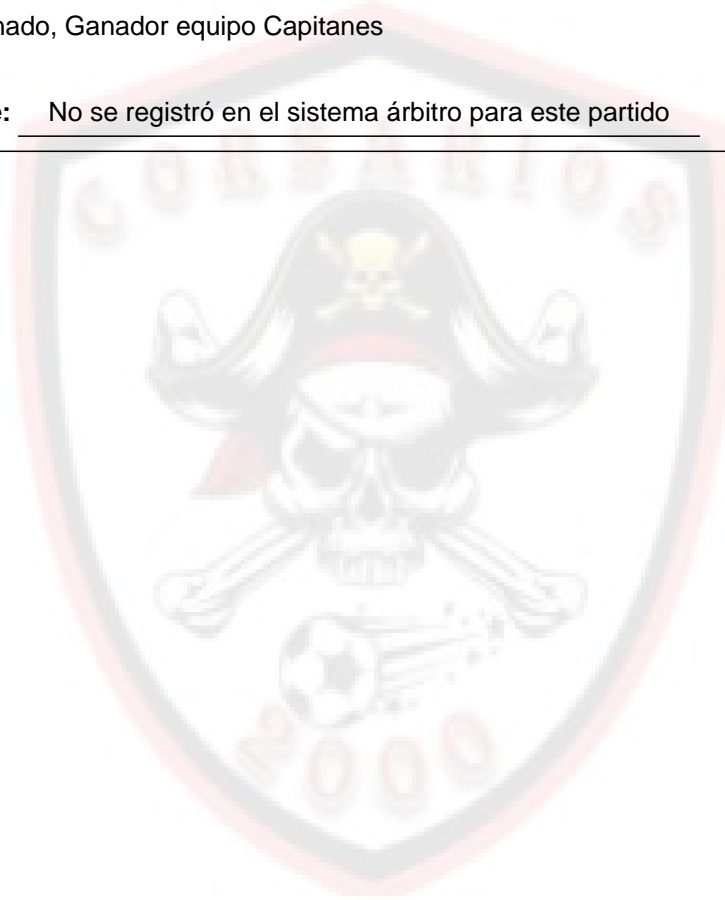 nado, Ganador equipo Capitanes
e: No se registró en el sistema árbitro para este partido
CORSARIOS
2000